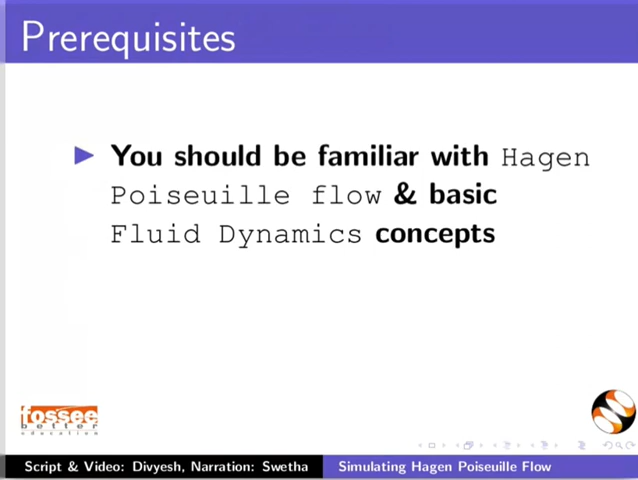 Prerequisites
You should be familiar with Hagen
Poiseuille flow & basic
Fluid Dynamics concepts
fossee
better
education
Script & Video: Divyesh, Narration: Swetha
Simulating Hagen Poiseuille Flow